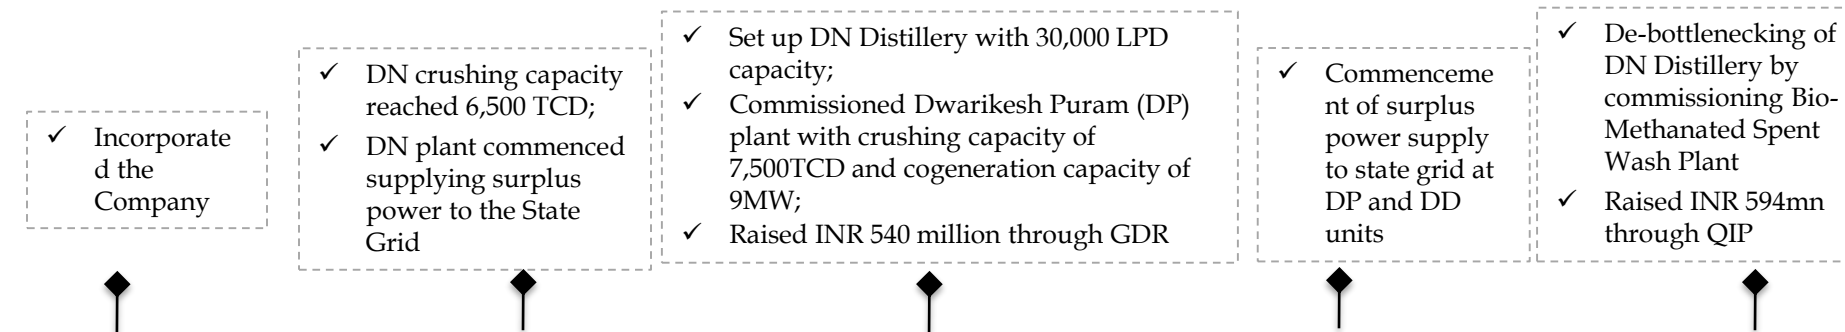 ✓ Incorporate
d the
Company
✓ DN crushing capacity
reached 6,500 TCD;
✓ DN plant commenced
supplying surplus
power to the State
Grid
✓ Set up DN Distillery with 30,000 LPD
capacity;
✓ Commissioned Dwarikesh Puram (DP)
plant with crushing capacity of
7,500TCD and cogeneration capacity of
9MW;
✓ Raised INR 540 million through GDR
✓ Commenceme
nt of surplus
power supply
to state grid at
DP and DD
units
✓ De-bottlenecking of
DN Distillery by
commissioning Bio-
Methanated Spent
Wash Plant
✓ Raised INR 594mn
through QIP